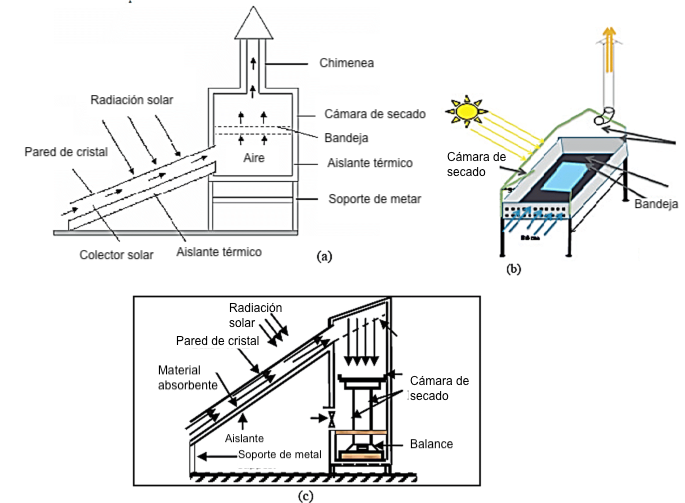 Chimenea
Radiación solar
Cámara de secado
Bandeja
Pared de cristal
Aire
Aislante térmico
Soporte de metar
Colector solar
Aislante térmico
(a)
Cámara de
secado
Bandeja
(b)
Radiación
solar
Pared de cristal
Material
absorbente
Cámara de
secado
Aislante
Soporte de metal
Balance
(c)